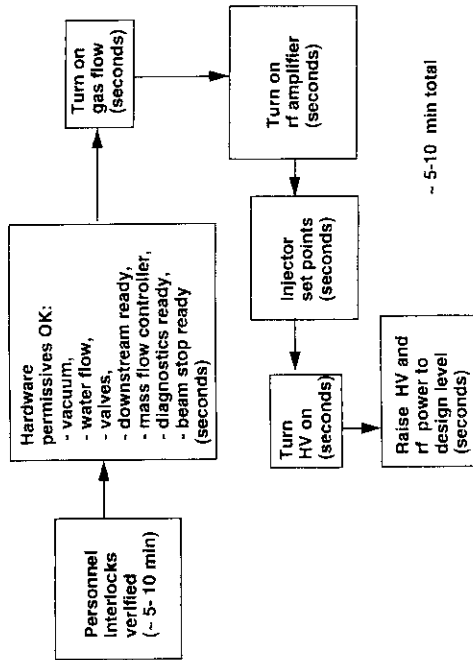 Personnel
Interlocks
verified
(~ 5- 10 min)
Hardware
permissives OK:
- vacuum,
- water flow,
- valves,
- downstream ready,
- mass flow controller,
- diagnostics ready,
- beam stop ready
(seconds)
Turn on
gas flow
(seconds)
Turn on
rf amplifier
(seconds)
Injector
set points
(seconds)
Turn
HV on
(seconds)
Raise HV and
rf power to
design level
(seconds)
~ 5-10 min total